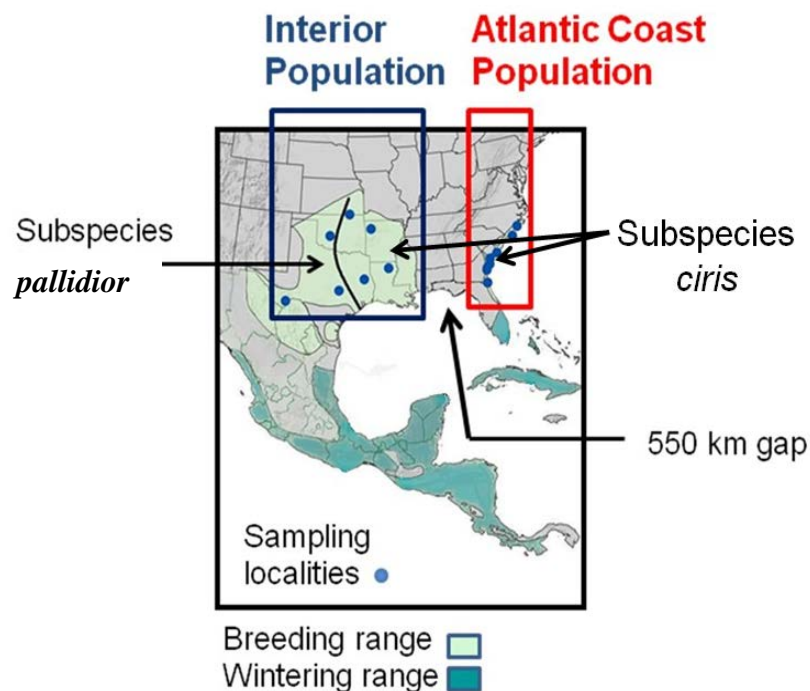 Interior
Population
Atlantic Coast
Population
Subspecies
pallidior
Subspecies
ciris
550 km gap
Sampling
localities
Breeding range
Wintering range